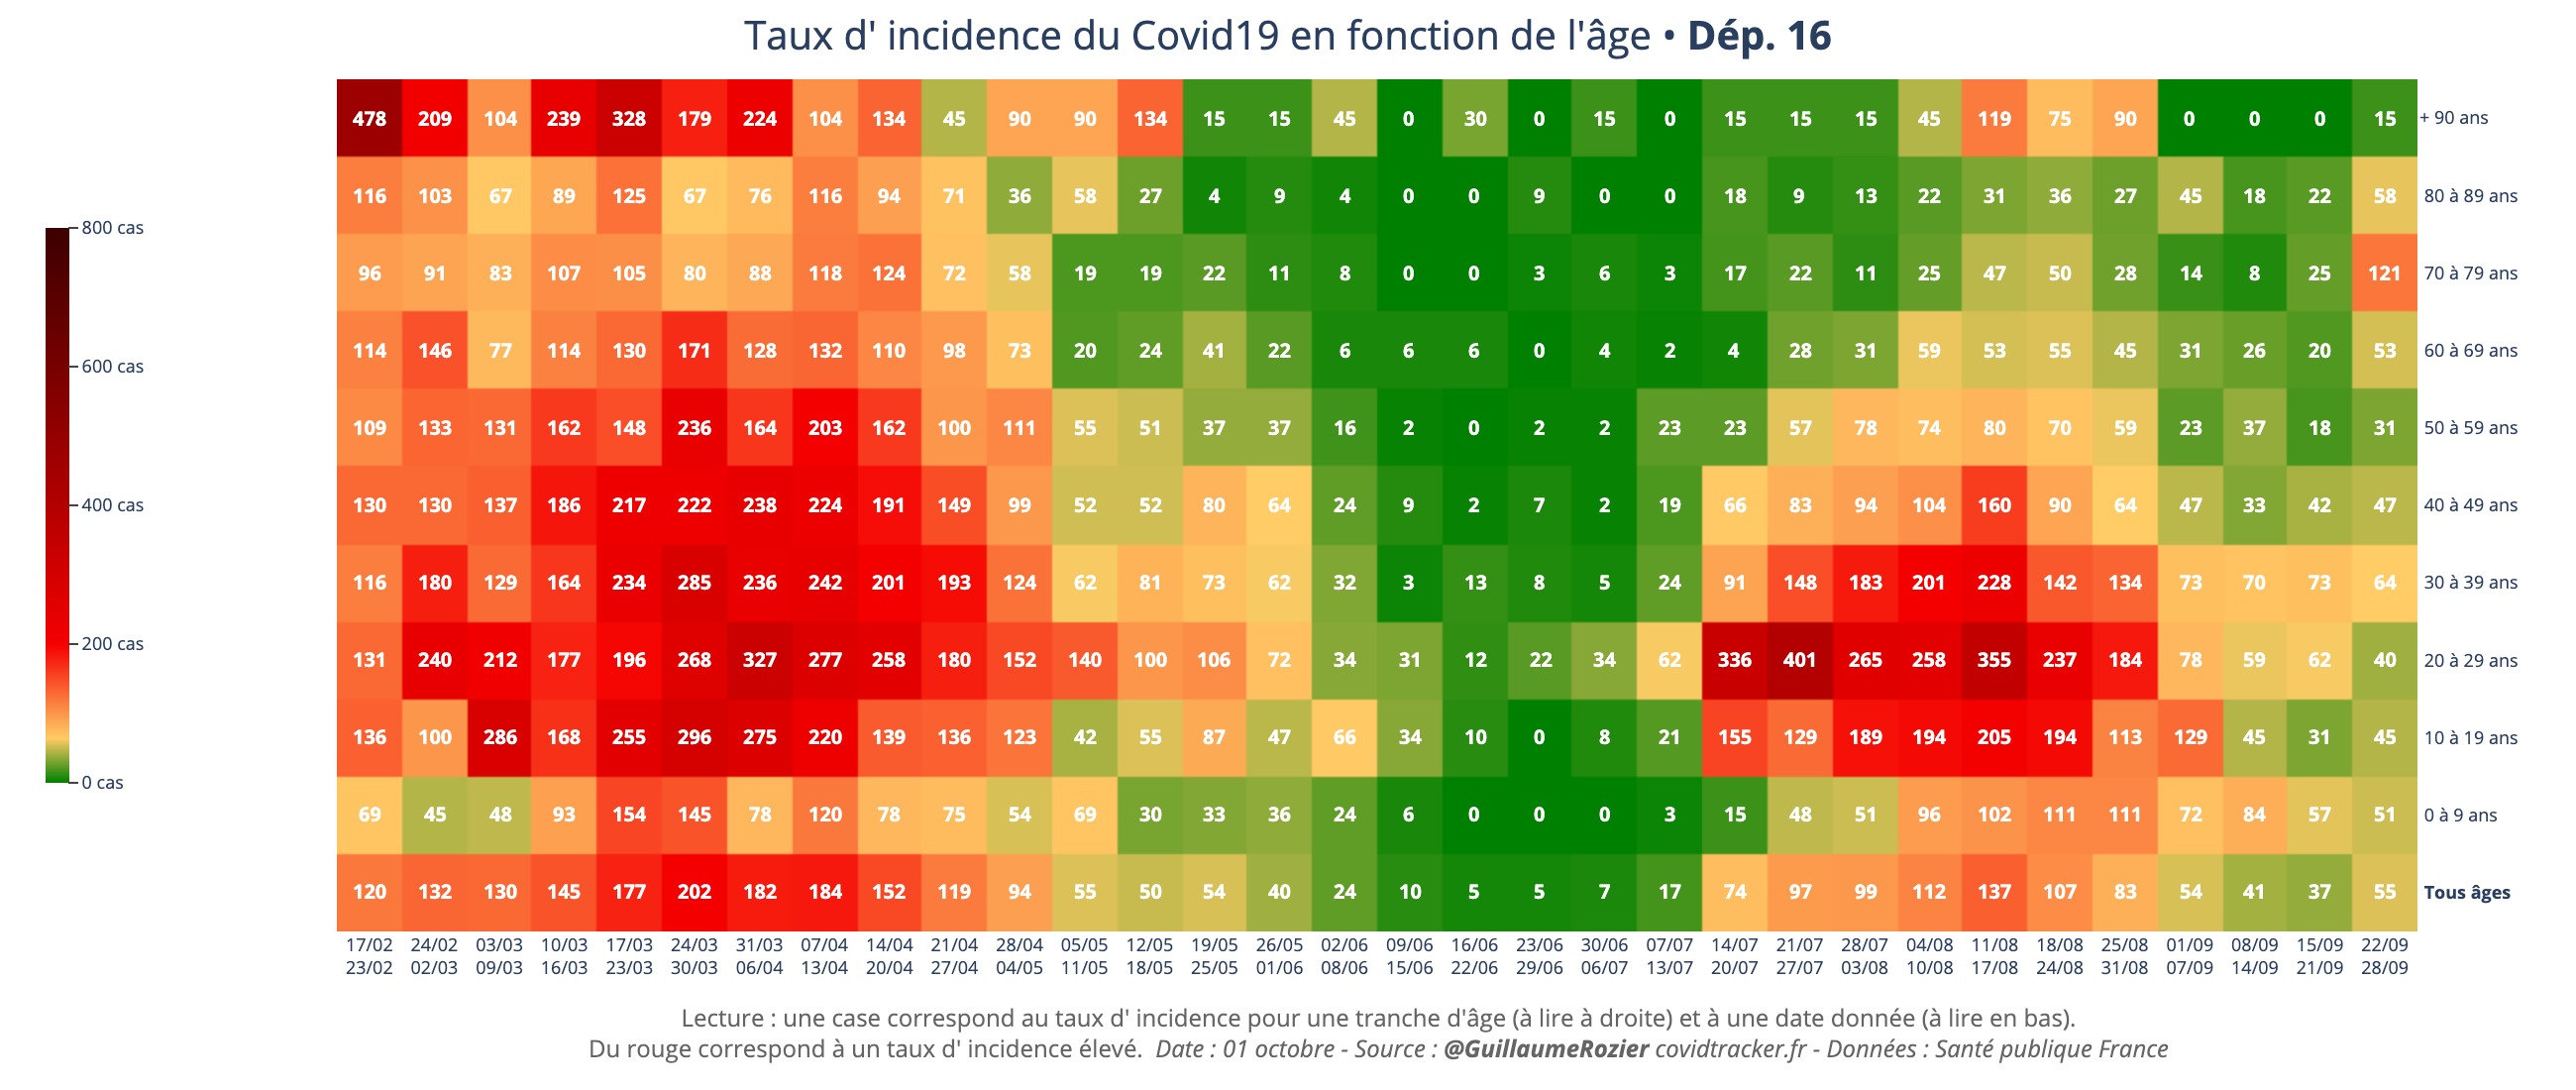 Taux d' incidence du Covid19 en fonction de l'âge • Dép. 16
478 209 104 239 328 179 224 104 134 45 90 90 134 15 15 45 0 30 0 15 0 15 15 15 45 119 75 90 0 0 0 15 + 90 ans
116 103 67 89 125 67 76 116 94 71 36 58 27 4 9 4 0 0 9 0 0 18 9 13 22 31 36 27 45 18 22 58 80 à 89 ans
800 cas
96 91 83 107 105 80 88 118 124 72 58 19 19 22 11 8 0 0 3 6 3 17 22 11 25 47 50 28 14 8 25 121 70 à 79 ans
114 146 77 114 130 171 128 132 110 98 73 20 24 41 22 6 6 6 0 4 2 4 28 31 59 53 55 45 31 26 20 53 60 à 69 ans
600 cas
109 133 131 162 148 236 164 203 162 100 111 55 51 37 37 16 2 0 2 2 23 23 57 78 74 80 70 59 23 37 18 31 50 à 59 ans
400 cas
130 130 137 186 217 222 238 224 191 149 99 52 52 80 64 24 9 2 7 2 19 66 83 94 104 160 90 64 47 33 42 47 40 à 49 ans
116 180 129 164 234 285 236 242 201 193 124 62 81 73 62 32 3 13 8 5 24 91 148 183 201 228 142 134 73 70 73 64 30 à 39 ans
200 cas
131 240 212 177 196 268 327 277 258 180 152 140 100 106 72 34 31 12 22 34 62 336 401 265 258 355 237 184 78 59 62 40 20 à 29 ans
136 100 286 168 255 296 275 220 139 136 123 42 55 87 47 66 34 10 0 8 21 155 129 189 194 205 194 113 129 45 31 45 10 à 19 ans
0 cas
69 45 48 93 154 145 78 120 78 75 54 69 30 33 36 24 6 0 0 0 3 15 48 51 96 102 111 111 72 84 57 51 0 à 9 ans
120 132 130 145 177 202 182 184 152 119 94 55 50 54 40 24 10 5 5 7 17 74 97 99 112 137 107 83 54 41 37 55 Tous âges
17/02 24/02 03/03 10/03 17/03 24/03 31/03 07/04 14/04 21/04 28/04 05/05 12/05 19/05 26/05 02/06 09/06 16/06 23/06 30/06 07/07 14/07 21/07 28/07 04/08 11/08 18/08 25/08 01/09 08/09 15/09 22/09
23/02 02/03 09/03 16/03 23/03 30/03 06/04 13/04 20/04 27/04 04/05 11/05 18/05 25/05 01/06 08/06 15/06 22/06 29/06 06/07 13/07 20/07 27/07 03/08 10/08 17/08 24/08 31/08 07/09 14/09 21/09 28/09
Lecture : une case correspond au taux d' incidence pour une tranche d'âge (à lire à droite) et à une date donnée (à lire en bas).
Du rouge correspond à un taux d' incidence élevé. Date : 01 octobre - Source : @GuillaumeRozier covidtracker.fr - Données : Santé publique France